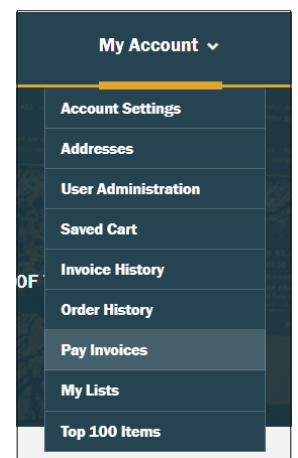 My Account
Account Settings
Addresses
User Administration
Saved Cart
Invoice History
OF
Order History
Pay Invoices
My Lists
Top 100 Items